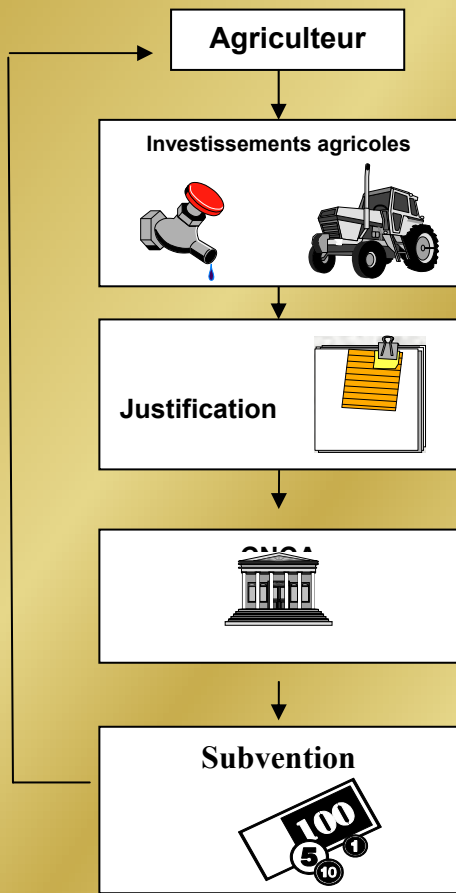 Agriculteur
Investissements agricoles
Justification
Subvention
100
5
10
1